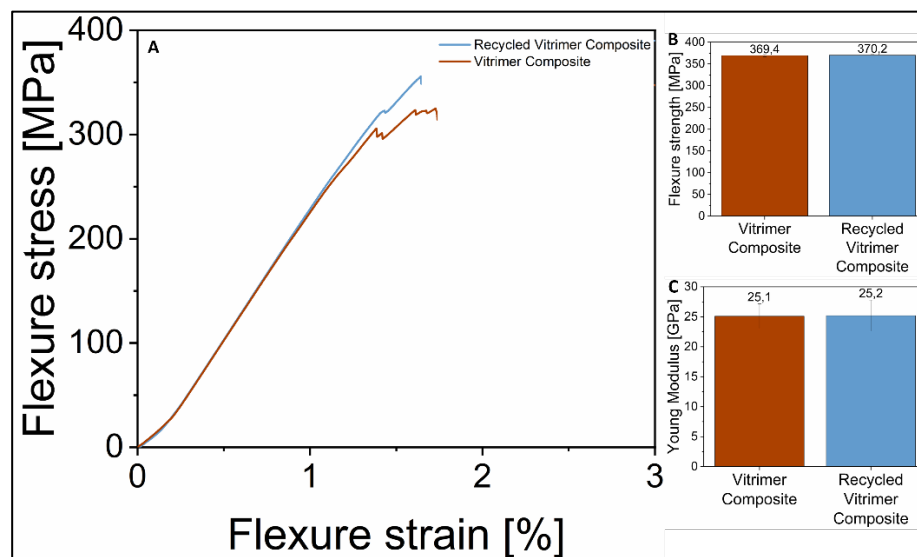 A
Recycled Vitrimer Composite
Vitrimer Composite
Flexure stress [MPa]
400
300
200
100
0
0
1
2
3
Flexure strain [%]
B
Flexure strength [MPa]
400
350
300
250
200
150
100
50
0
369,4
370,2
Vitrimer
Composite
Recycled
Vitrimer
Composite
C
Young Modulus [GPa]
30
25
20
15
10
5
0
25,1
25,2
Vitrimer
Composite
Recycled
Vitrimer
Composite